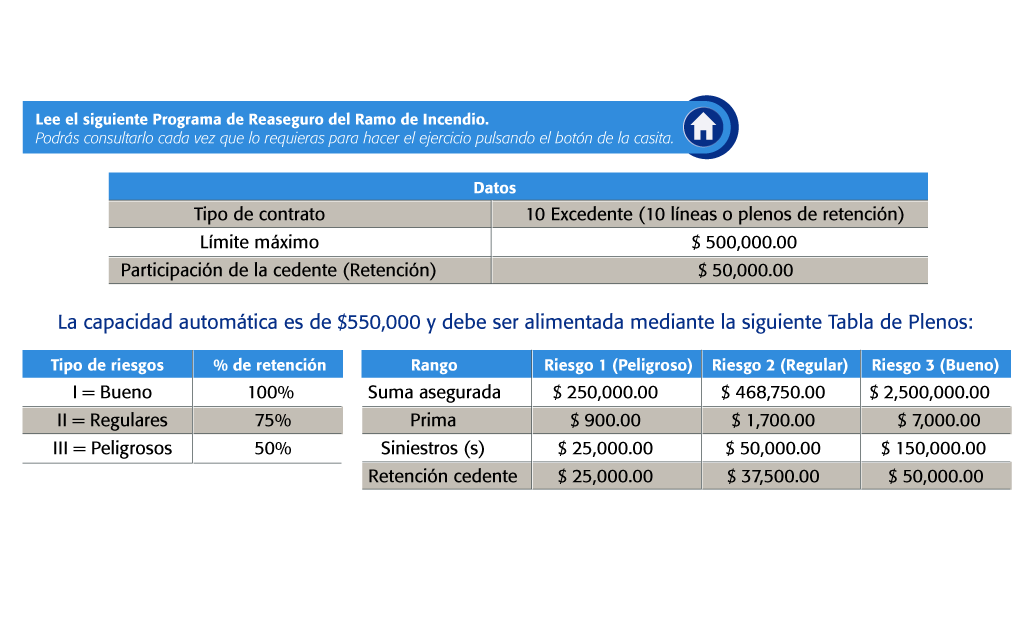 Lee el siguiente Programa de Reaseguro del Ramo de Incendio.
Podrás consultarlo cada vez que lo requieras para hacer el ejercicio pulsando el botón de la casita.
Datos
Tipo de contrato 10 Excedente (10 líneas o plenos de retención)
Límite máximo $ 500,000.00
Participación de la cedente (Retención) $ 50,000.00
La capacidad automática es de $550,000 y debe ser alimentada mediante la siguiente Tabla de Plenos:
Tipo de riesgos % de retención
I = Bueno 100%
II = Regulares 75%
III = Peligrosos 50%
Rango Riesgo 1 (Peligroso) Riesgo 2 (Regular) Riesgo 3 (Bueno)
Suma asegurada $ 250,000.00 $ 468,750.00 $ 2,500,000.00
Prima $ 900.00 $ 1,700.00 $ 7,000.00
Siniestros (s) $ 25,000.00 $ 50,000.00 $ 150,000.00
Retención cedente $ 25,000.00 $ 37,500.00 $ 50,000.00